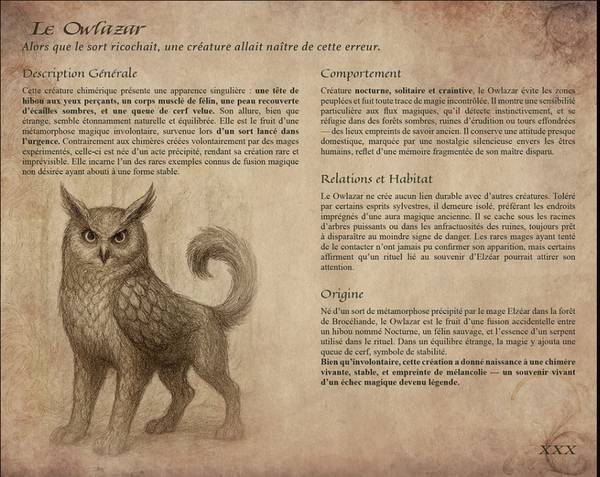 Le Owlazar
Alors que le sort ricochait, une créature allait naître de cette erreur.
Description Générale
Cette créature chimérique présente une apparence singulière : une tête de
hibou aux yeux perçants, un corps musclé de félin, une peau recouverte
d'écailles sombres, et une queue de cerf velue. Son allure, bien que
étrange, semble étonnamment naturelle et équilibrée. Elle est le fruit d'une
métamorphose magique involontaire, survenue lors d'un sort lancé dans
l'urgence. Contrairement aux chimères créées volontairement par des mages
expérimentés, celle-ci est née d'un acte précipité, rendant sa création rare et
imprévisible. Elle incarne l'un des rares exemples connus de fusion magique
non désirée ayant abouti à une forme stable.
Comportement
Créature nocturne, solitaire et craintive, le Owlazar évite les zones
peuplées et fuit toute trace de magie incontrôlée. Il montre une sensibilité
particulière aux flux magiques, qu'il détecte instinctivement, et se
réfugie dans des forêts sombres, ruines d'érudition ou tours effondrées
— des lieux empreints de savoir ancien. Il conserve une attitude presque
domestique, marquée par une nostalgie silencieuse envers les êtres
humains, reflet d'une mémoire fragmentée de son maître disparu.
Relations et Habitat
Le Owlazar ne crée aucun lien durable avec d'autres créatures. Toléré
par certains esprits sylvestres, il demeure isolé, préférant les endroits
imprégnés d'une aura magique ancienne. Il se cache sous les racines
d'arbres puissants ou dans les anfractuosités des ruines, toujours prêt
à disparaître au moindre signe de danger. Les rares mages ayant tenté
de le contacter n'ont jamais pu confirmer son apparition, mais certains
affirment qu'un rituel lié au souvenir d'Elzéar pourrait attirer son
attention.
Origine
Né d'un sort de métamorphose précipité par le mage Elzéar dans la forêt
de Brocéliande, le Owlazar est le fruit d'une fusion accidentelle entre
un hibou nommé Nocturne, un félin sauvage, et l'essence d'un serpent
utilisé dans le rituel. Dans un équilibre étrange, la magie y ajouta une
queue de cerf, symbole de stabilité.
Bien qu'involontaire, cette création a donné naissance à une chimère
vivante, stable, et empreinte de mélancolie — un souvenir vivant
d'un échec magique devenu légende.
XXX